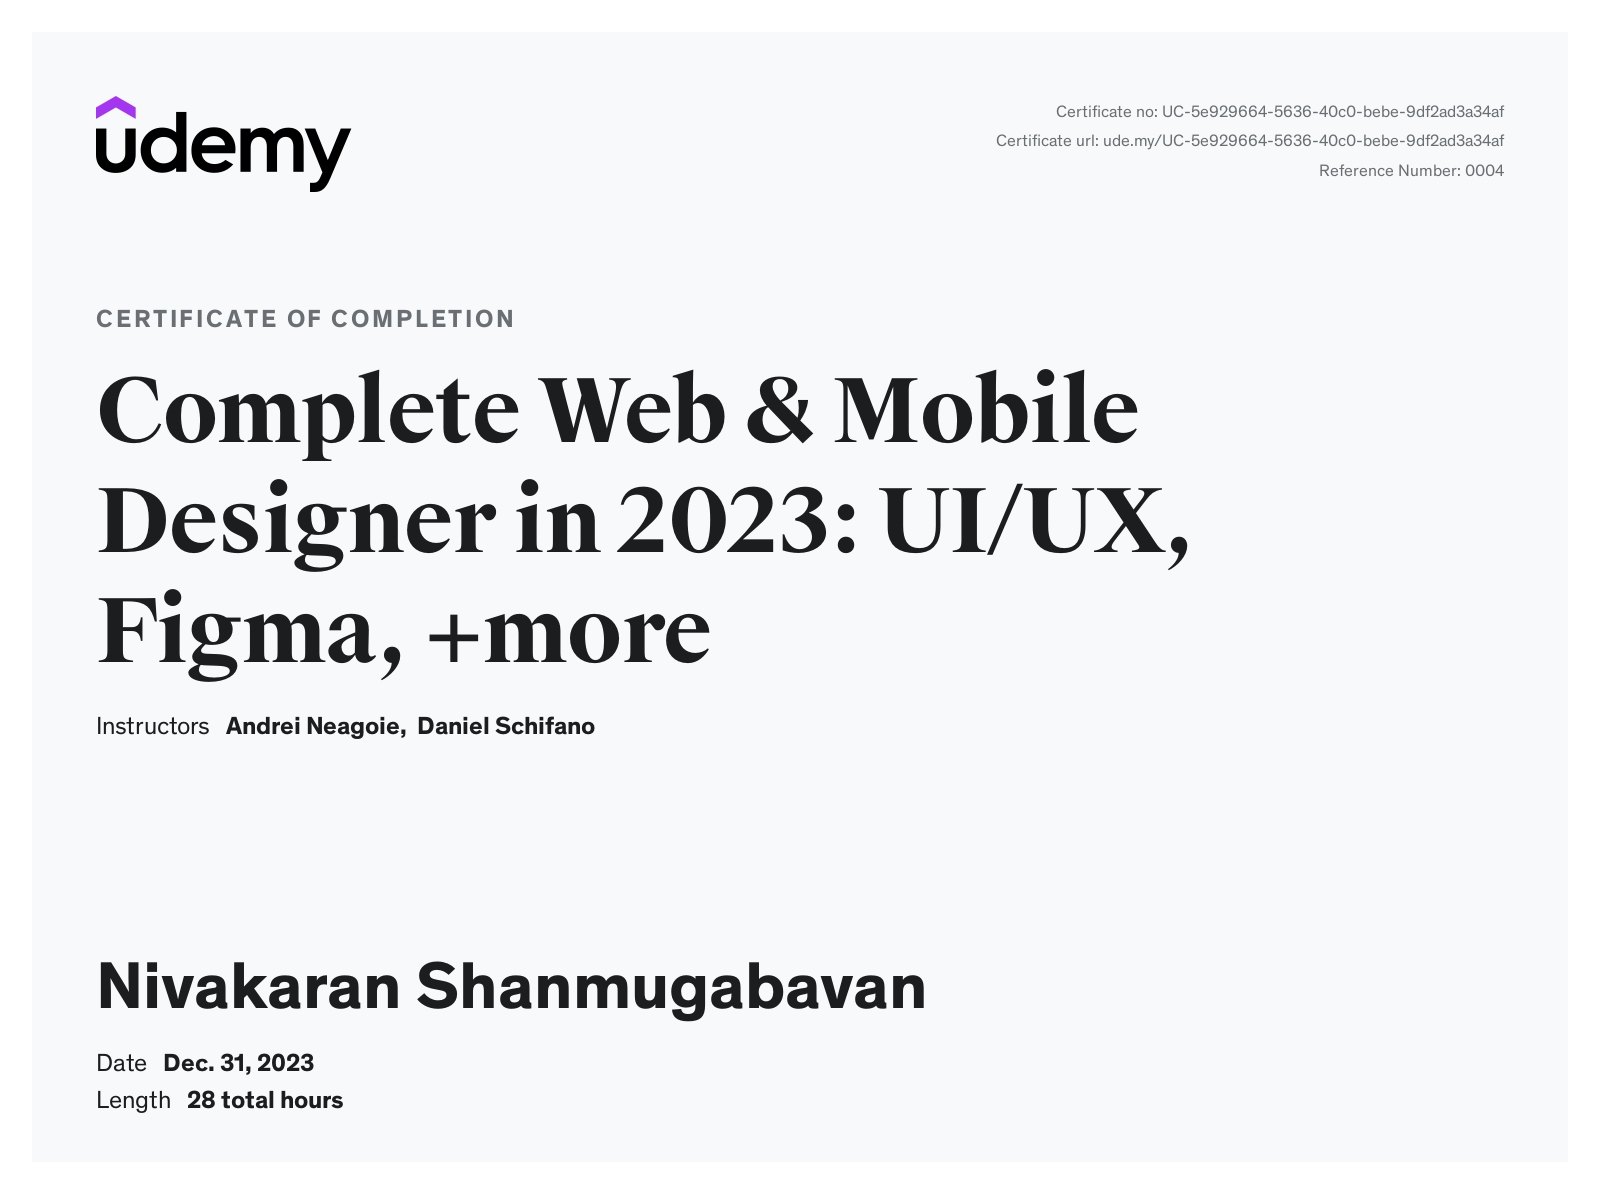 udemy
Certificate no: UC-5e929664-5636-40c0-bebe-9df2ad3a34af
Certificate url: ude.my/UC-5e929664-5636-40c0-bebe-9df2ad3a34af
Reference Number: 0004
CERTIFICATE OF COMPLETION
Complete Web & Mobile
Designer in 2023: UI/UX,
Figma, +more
Instructors Andrei Neagoie, Daniel Schifano
Nivakaran Shanmugabavan
Date Dec. 31, 2023
Length 28 total hours